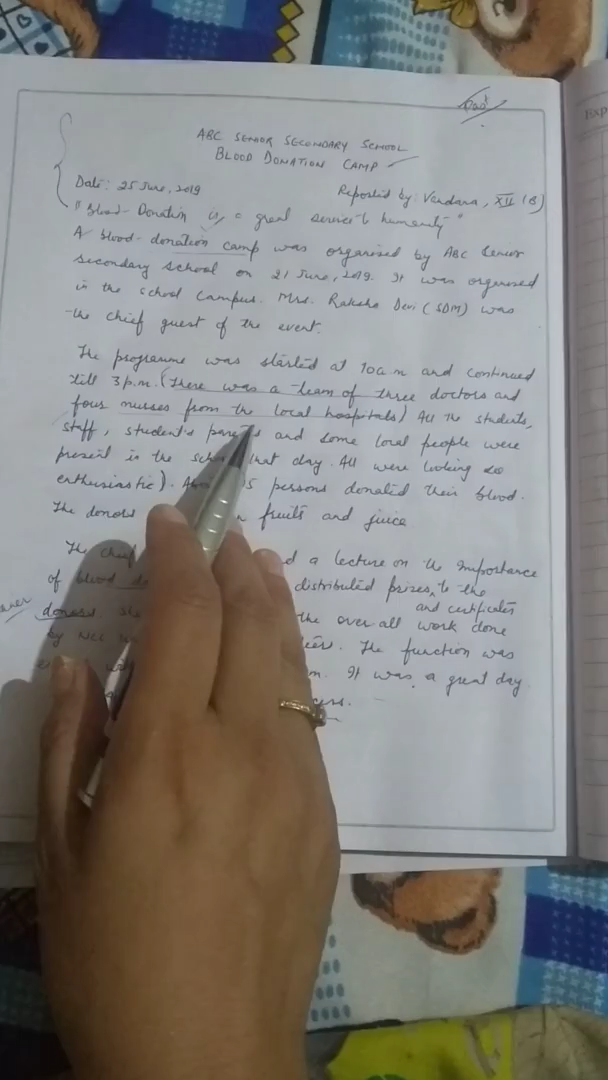 ABC SENIOR SECONDARY SCHOOL
BLOOD DONATION CAMP
Date: 25 June, 2019 Reported by: Vandana, XII (B)
"Blood Donation is a great service to humanity"
A blood donation camp was organised by ABC Senior
Secondary School on 21 June, 2019. It was organised
in the school campus. Mrs. Raksha Devi (SDM) was
the chief guest of the event.
The programme was started at 10 a.m and continued
till 3 p.m. (There was a team of three doctors and
four nurses from the local hospitals) All the students,
staff, student's parents and some local people were
present in the that day. All were looking so
enthusiastic). 5 persons donated their blood.
The donors fruits and juice
The chief d a lecture on the importance
of blood distributed prizes, to the
and certificates
donors. the over all work done
by NCC The function was
It was a great day